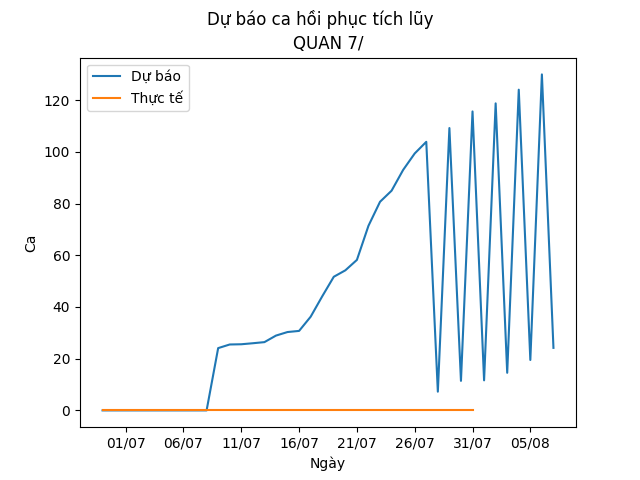 Dự báo ca hồi phục tích lũy
QUAN 7/
Dự báo
Thực tế
120
100
80
60
40
20
0
Ca
01/07 06/07 11/07 16/07 21/07 26/07 31/07 05/08
Ngày